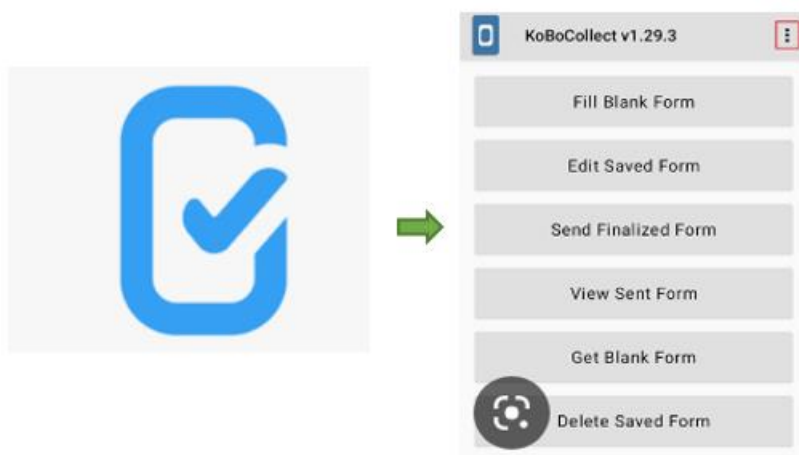 KoBoCollect v1.29.3
Fill Blank Form
Edit Saved Form
Send Finalized Form
View Sent Form
Get Blank Form
Delete Saved Form